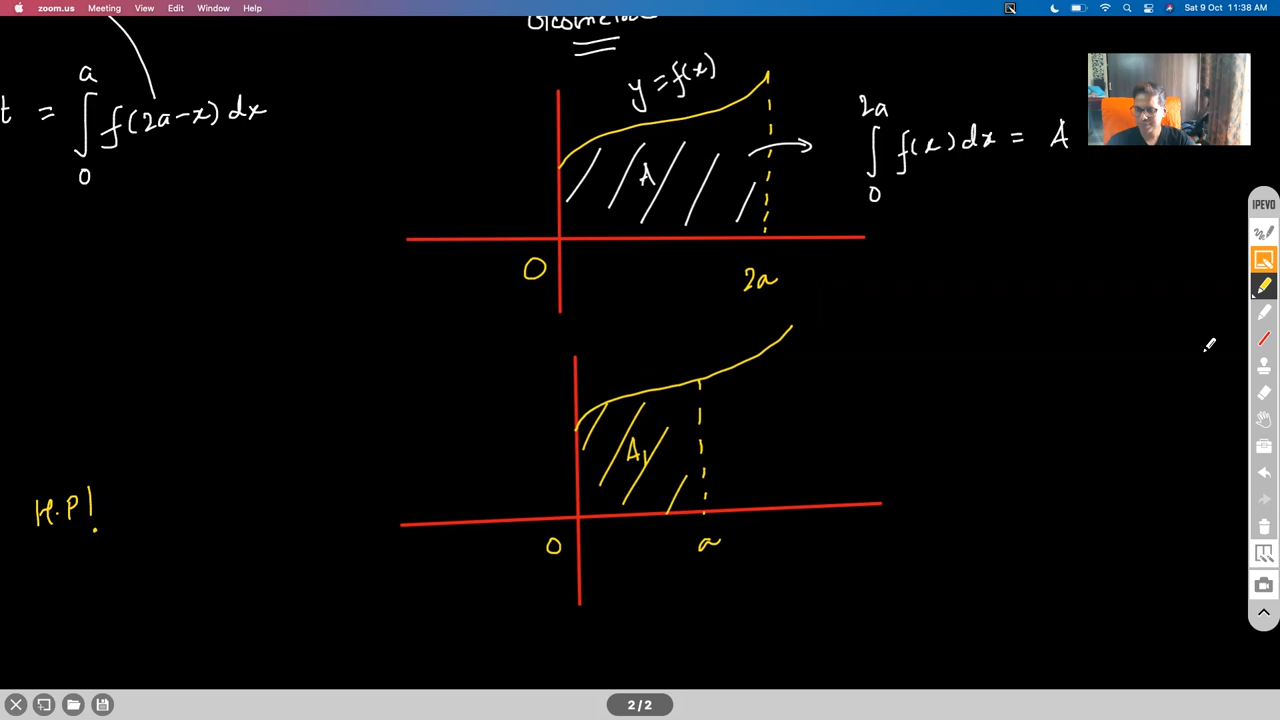 zoom.us Meeting View Edit Window Help Sat 9 Oct 11:38 AM
t = ∫₀ᵃ f(2a-x) dx
y = f(x)
A
∫₀²ᵃ f(x) dx = A
0 2a
A₁
0 a
H.P!
IPEVO
2/2